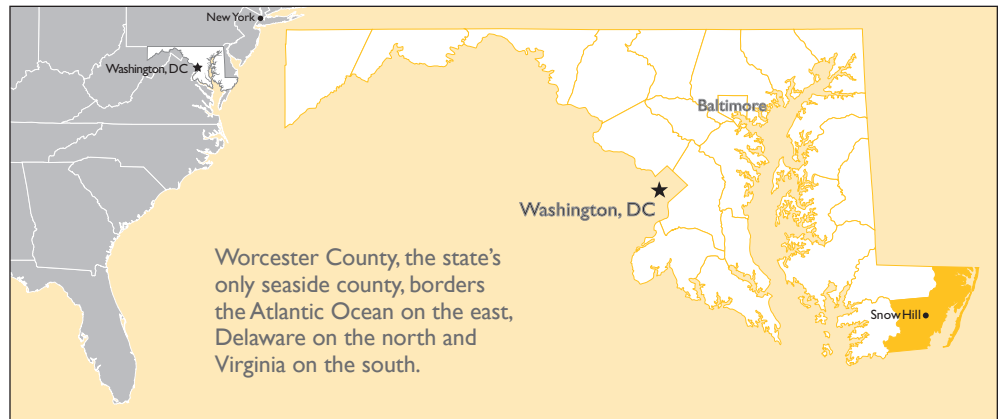 New York
Washington, DC
Baltimore
Washington, DC
Snow Hill
Worcester County, the state's
only seaside county, borders
the Atlantic Ocean on the east,
Delaware on the north and
Virginia on the south.